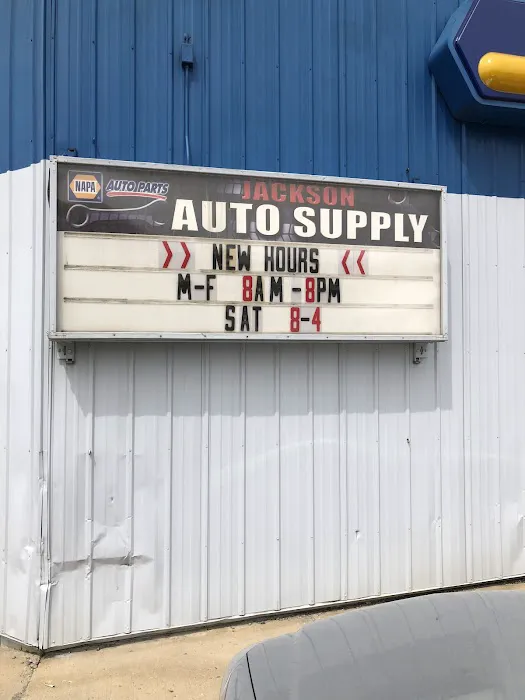 NAPA AUTO PARTS
JACKSON
AUTO SUPPLY
>> NEW HOURS <<
M-F 8AM-8PM
SAT 8-4